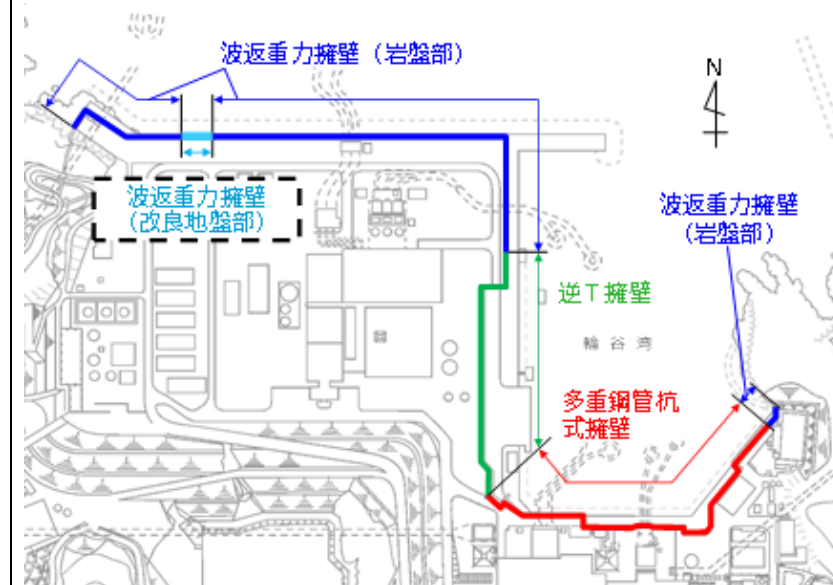 波返重力擁壁（岩盤部）
N
波返重力擁壁
（改良地盤部）
波返重力擁壁
（岩盤部）
逆T擁壁
輪谷湾
多重鋼管杭
式擁壁